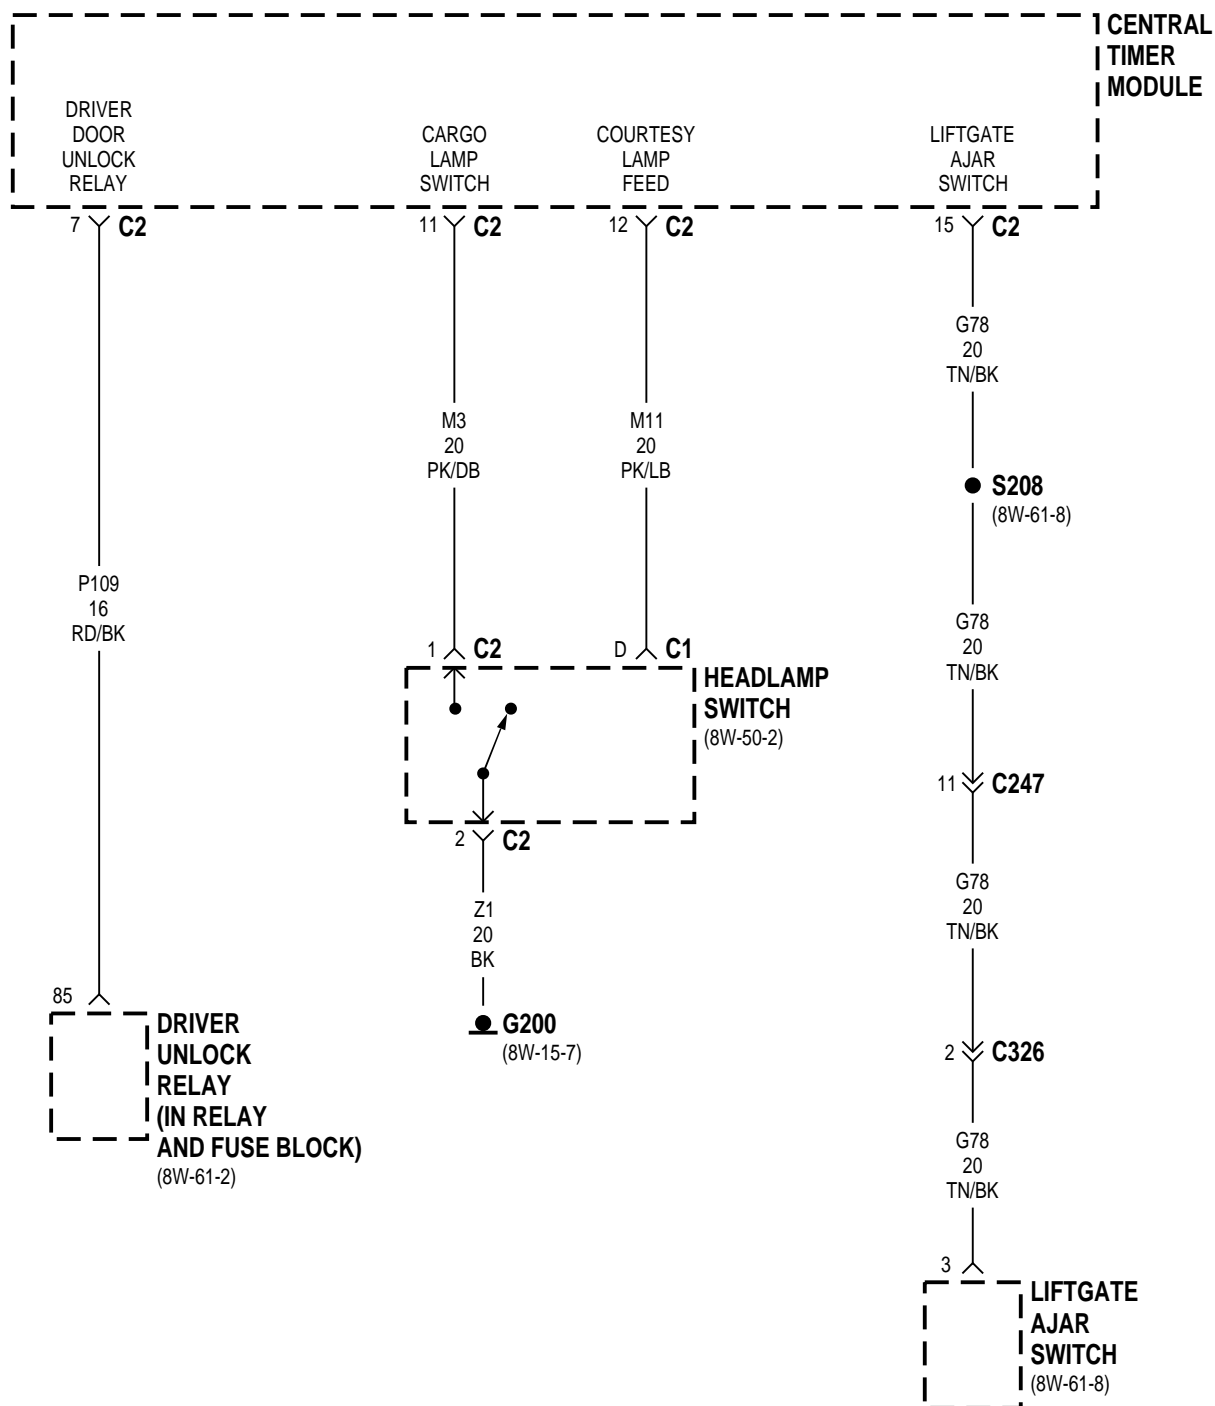 CENTRAL
TIMER
MODULE
DRIVER
DOOR
UNLOCK
RELAY
CARGO
LAMP
SWITCH
COURTESY
LAMP
FEED
LIFTGATE
AJAR
SWITCH
7 C2
11 C2
12 C2
15 C2
G78
20
TN/BK
M3
20
PK/DB
M11
20
PK/LB
S208
(8W-61-8)
P109
16
RD/BK
G78
20
TN/BK
1 C2
D C1
HEADLAMP
SWITCH
(8W-50-2)
11 C247
2 C2
G78
20
TN/BK
Z1
20
BK
85
DRIVER
UNLOCK
RELAY
(IN RELAY
AND FUSE BLOCK)
(8W-61-2)
G200
(8W-15-7)
2 C326
G78
20
TN/BK
3
LIFTGATE
AJAR
SWITCH
(8W-61-8)